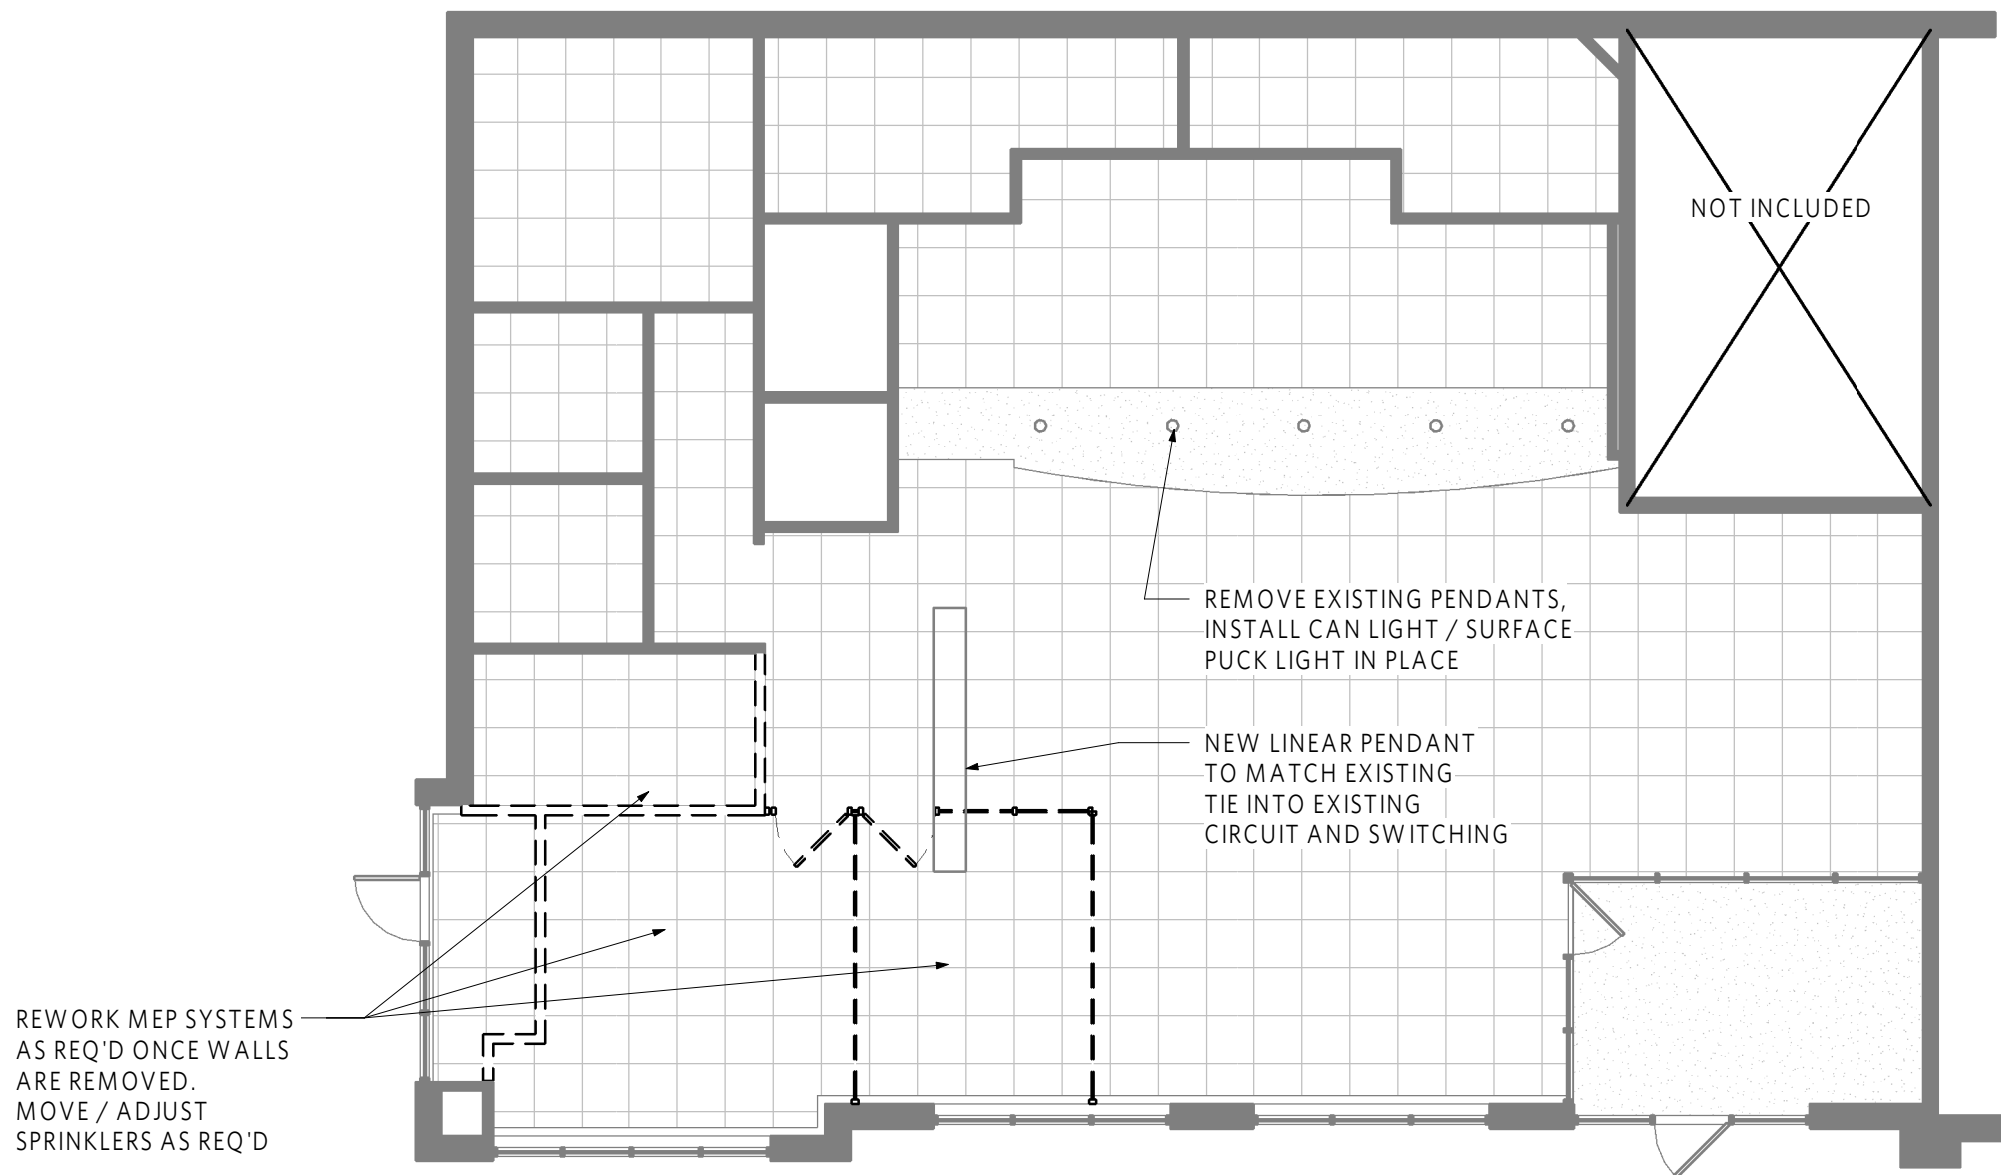 NOT INCLUDED
REMOVE EXISTING PENDANTS,
INSTALL CAN LIGHT / SURFACE
PUCK LIGHT IN PLACE
NEW LINEAR PENDANT
TO MATCH EXISTING
TIE INTO EXISTING
CIRCUIT AND SWITCHING
REWORK MEP SYSTEMS
AS REQ'D ONCE WALLS
ARE REMOVED.
MOVE / ADJUST
SPRINKLERS AS REQ'D